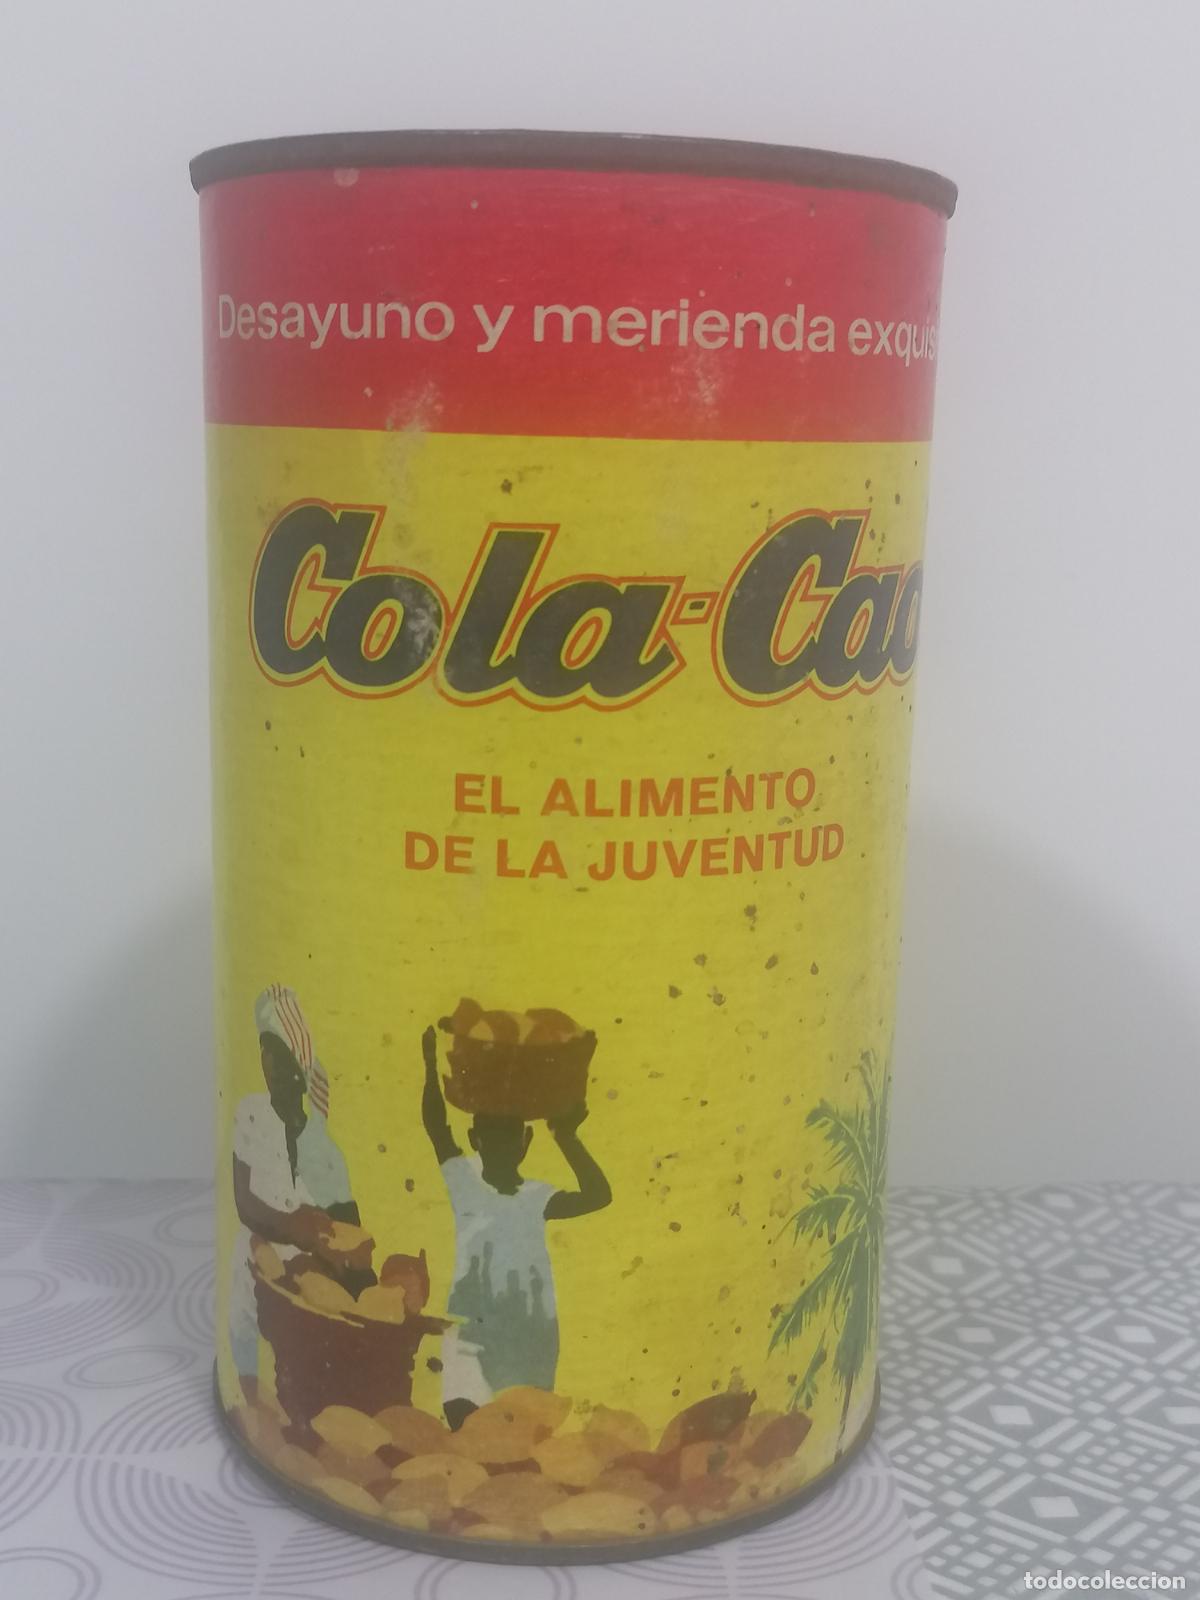 Desayuno y merienda exquis
Cola-Cao
EL ALIMENTO
DE LA JUVENTUD
todocoleccion